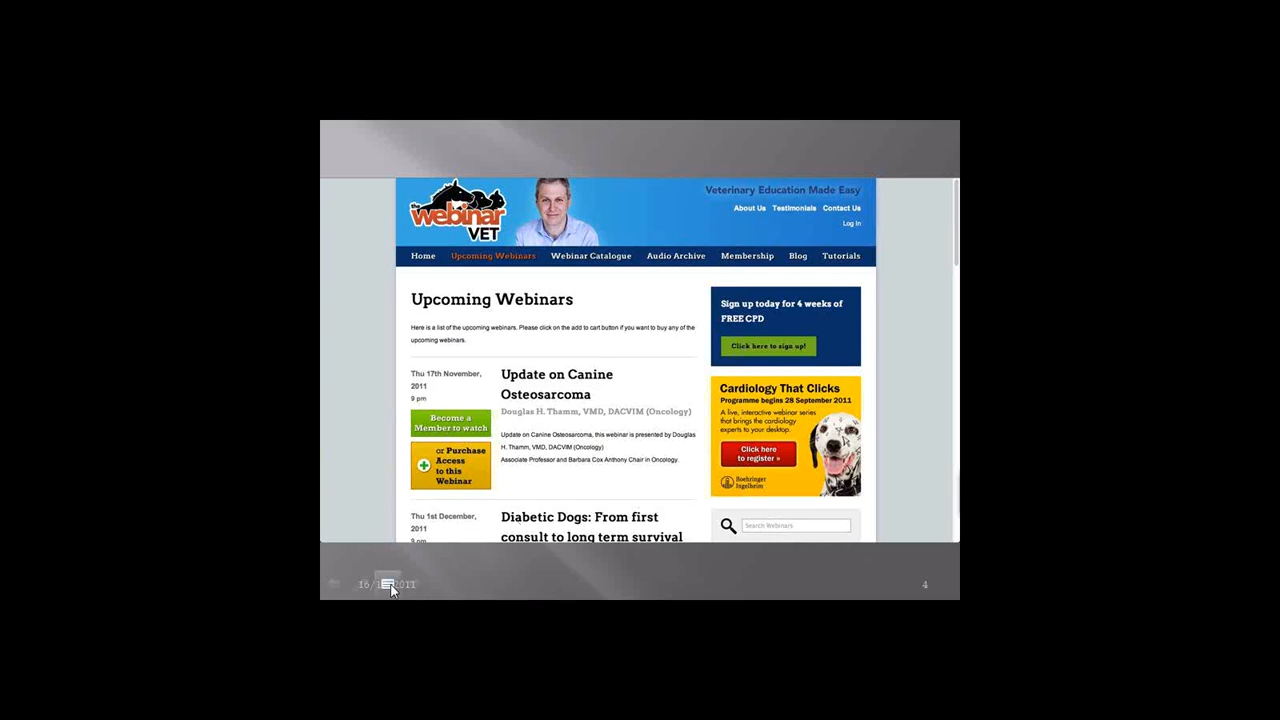 the
webinar
VET
Veterinary Education Made Easy
About Us Testimonials Contact Us
Log In
Home Upcoming Webinars Webinar Catalogue Audio Archive Membership Blog Tutorials
Upcoming Webinars
Here is a list of the upcoming webinars. Please click on the add to cart button if you want to buy any of the
upcoming webinars.
Thu 17th November,
2011
9 pm
Become a
Member to watch
or Purchase
Access
to this
Webinar
Update on Canine
Osteosarcoma
Douglas H. Thamm, VMD, DACVIM (Oncology)
Update on Canine Osteosarcoma, this webinar is presented by Douglas
H. Thamm, VMD, DACVIM (Oncology)
Associate Professor and Barbara Cox Anthony Chair in Oncology.
Thu 1st December,
2011
9 pm
Diabetic Dogs: From first
consult to long term survival
Sign up today for 4 weeks of
FREE CPD
Click here to sign up!
Cardiology That Clicks
Programme begins 28 September 2011
A live, interactive webinar series
that brings the cardiology
experts to your desktop.
Click here
to register »
Boehringer
Ingelheim
Search Webinars
2011
4